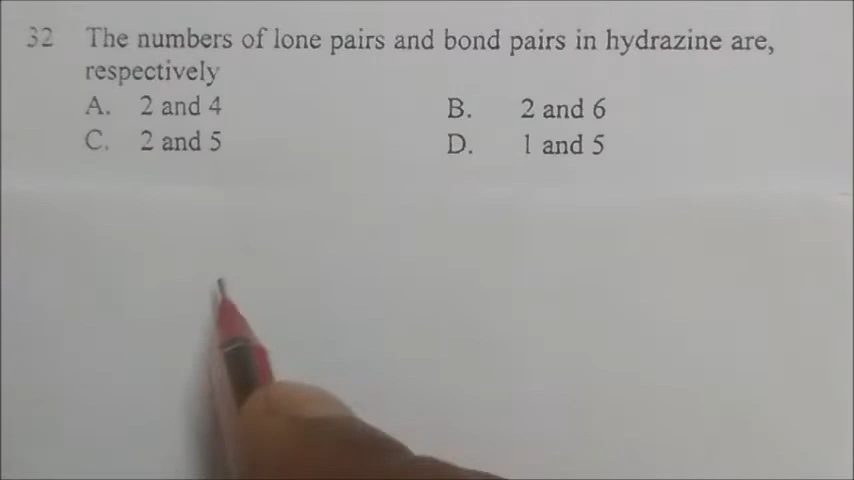 32 The numbers of lone pairs and bond pairs in hydrazine are,
respectively
A. 2 and 4 B. 2 and 6
C. 2 and 5 D. 1 and 5